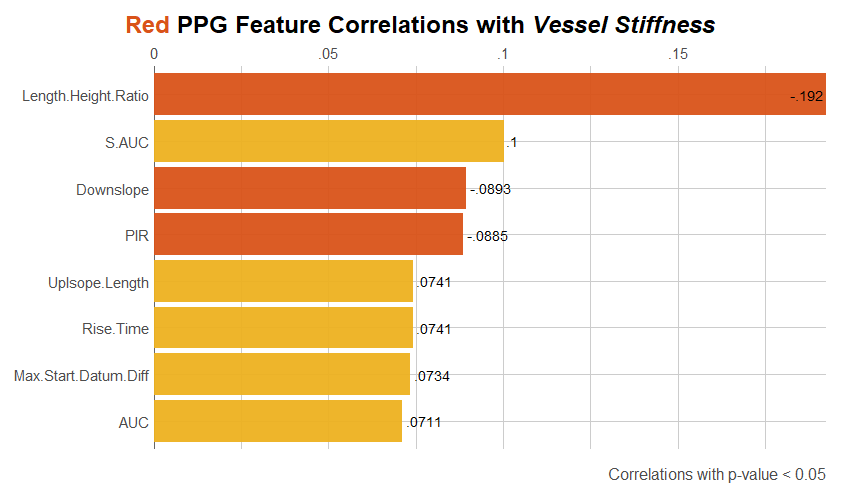 Red PPG Feature Correlations with Vessel Stiffness
0 .05 .1 .15
Length.Height.Ratio -.192
S.AUC .1
Downslope -.0893
PIR -.0885
Uplsope.Length .0741
Rise.Time .0741
Max.Start.Datum.Diff .0734
AUC .0711
Correlations with p-value < 0.05